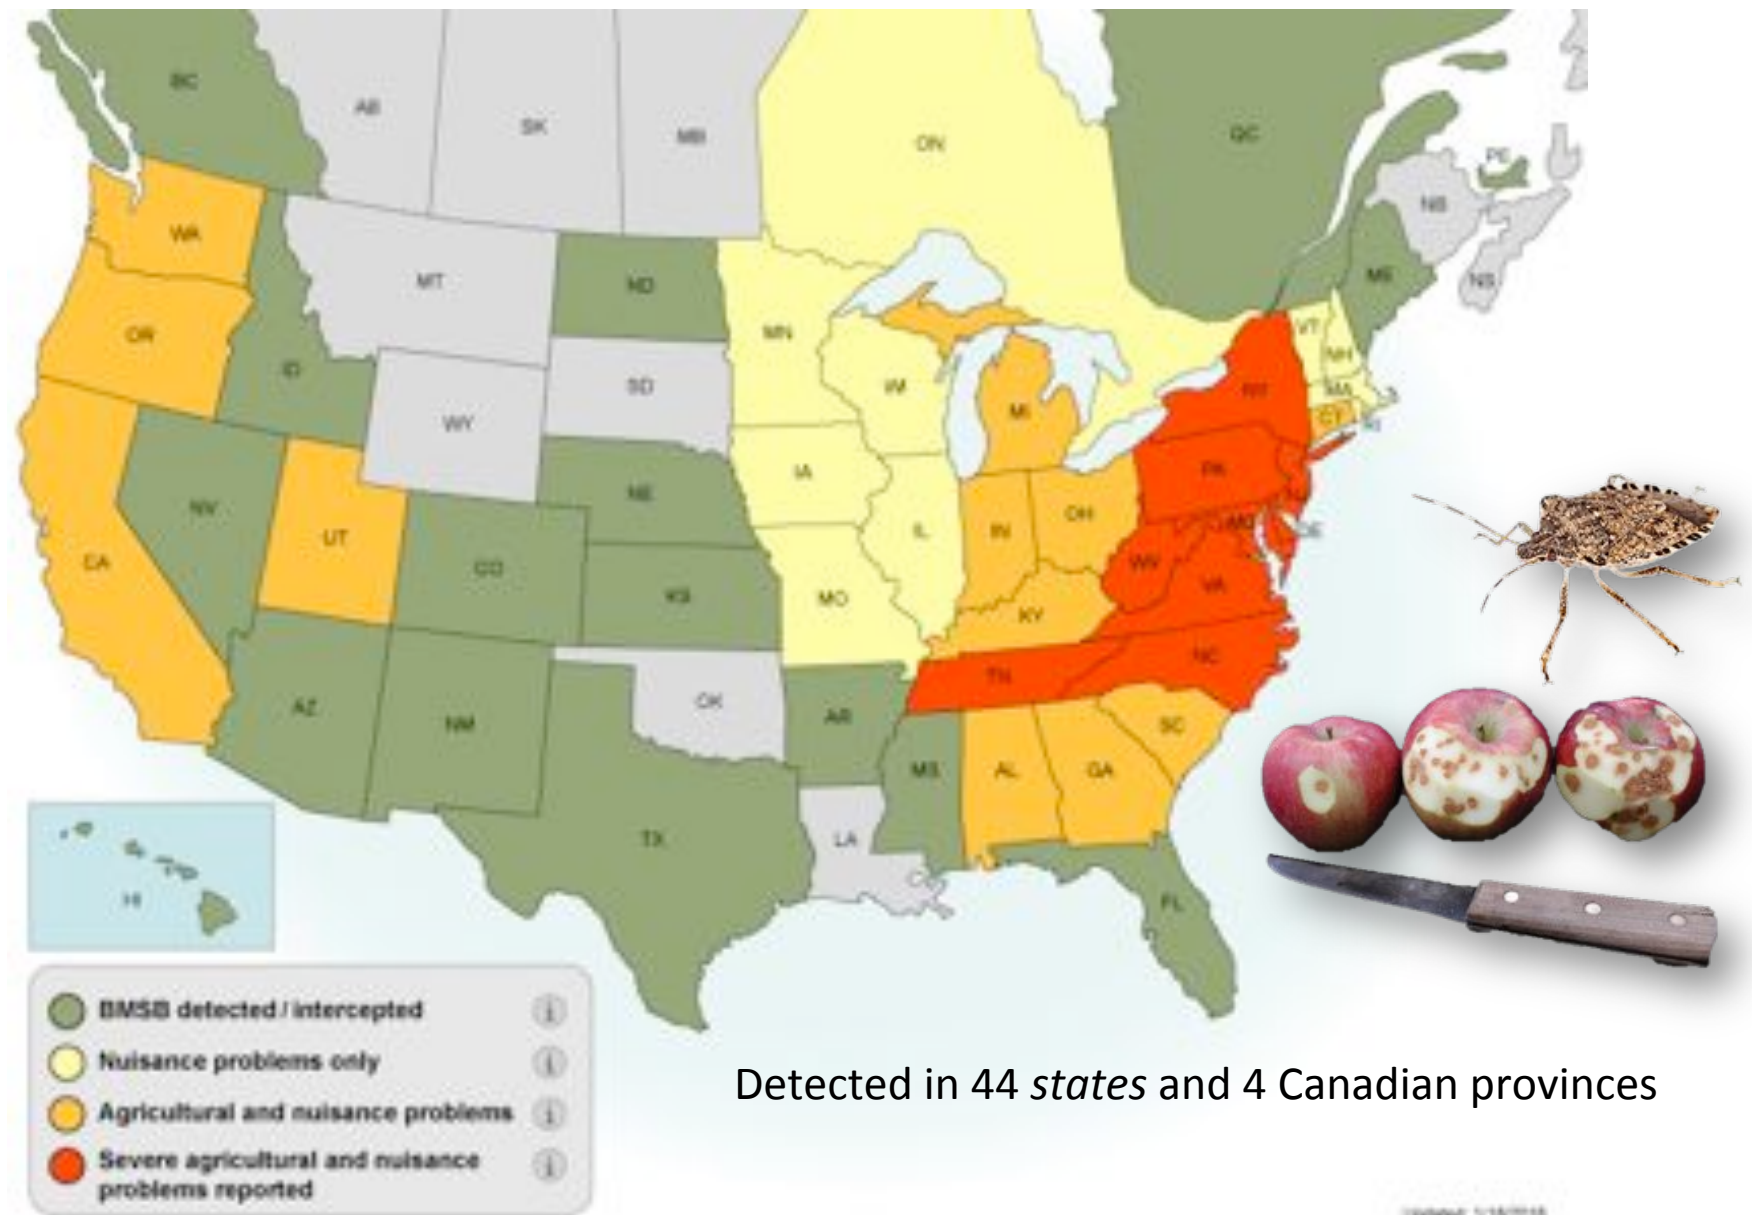 BC
AB
SK
MB
ON
QC
PE
NB
NS
WA
MT
ND
MN
ME
OR
ID
WY
SD
WI
MI
VT
NH
MA
CT
RI
NY
NV
UT
CO
NE
IA
IL
IN
OH
PA
NJ
MD
DE
CA
KS
MO
KY
WV
VA
AZ
NM
OK
AR
TN
NC
TX
LA
MS
AL
GA
SC
FL
HI
BMSB detected / intercepted i
Nuisance problems only i
Agricultural and nuisance problems i
Severe agricultural and nuisance i
problems reported
Detected in 44 states and 4 Canadian provinces